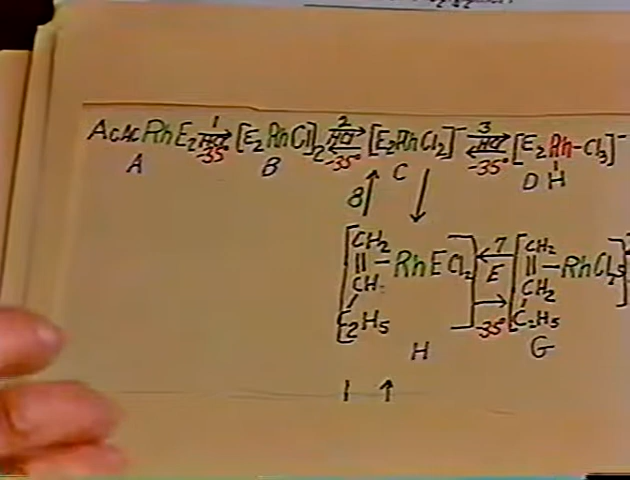 1 2 3
AcAcRhE₂ ⇌ [E₂RhCl]₂ ⇌ [E₂RhCl₂]⁻ ⇌ [E₂Rh-Cl₃]⁻
HCl HCl HCl
-35° -35° -35° H
A B C D
8
[CH₂ 7 [CH₂
|| — RhECl₂] E || — RhCl₂
CH CH₂
C₂H₅ -35° C₂H₅
H G